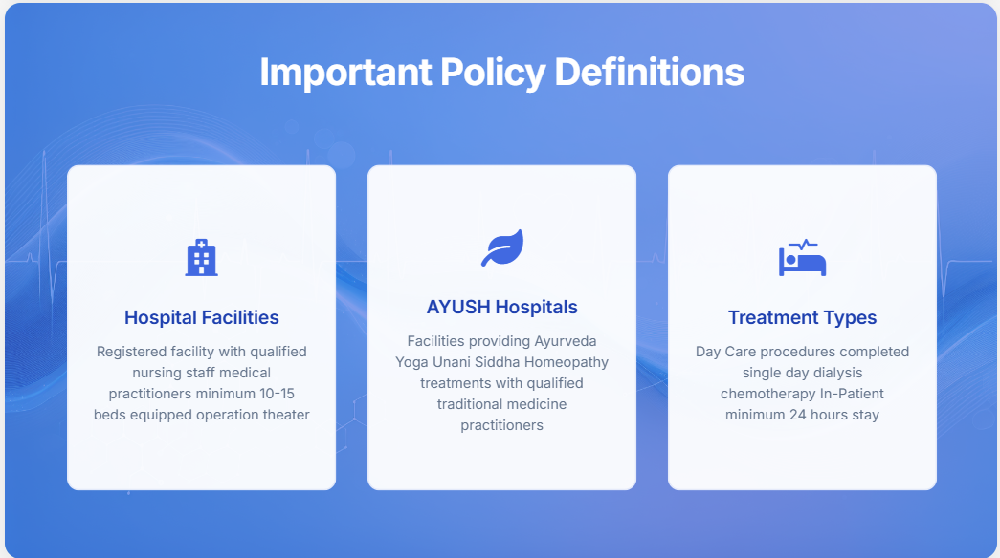 Important Policy Definitions
Hospital Facilities
Registered facility with qualified
nursing staff medical
practitioners minimum 10-15
beds equipped operation theater
AYUSH Hospitals
Facilities providing Ayurveda
Yoga Unani Siddha Homeopathy
treatments with qualified
traditional medicine
practitioners
Treatment Types
Day Care procedures completed
single day dialysis
chemotherapy In-Patient
minimum 24 hours stay